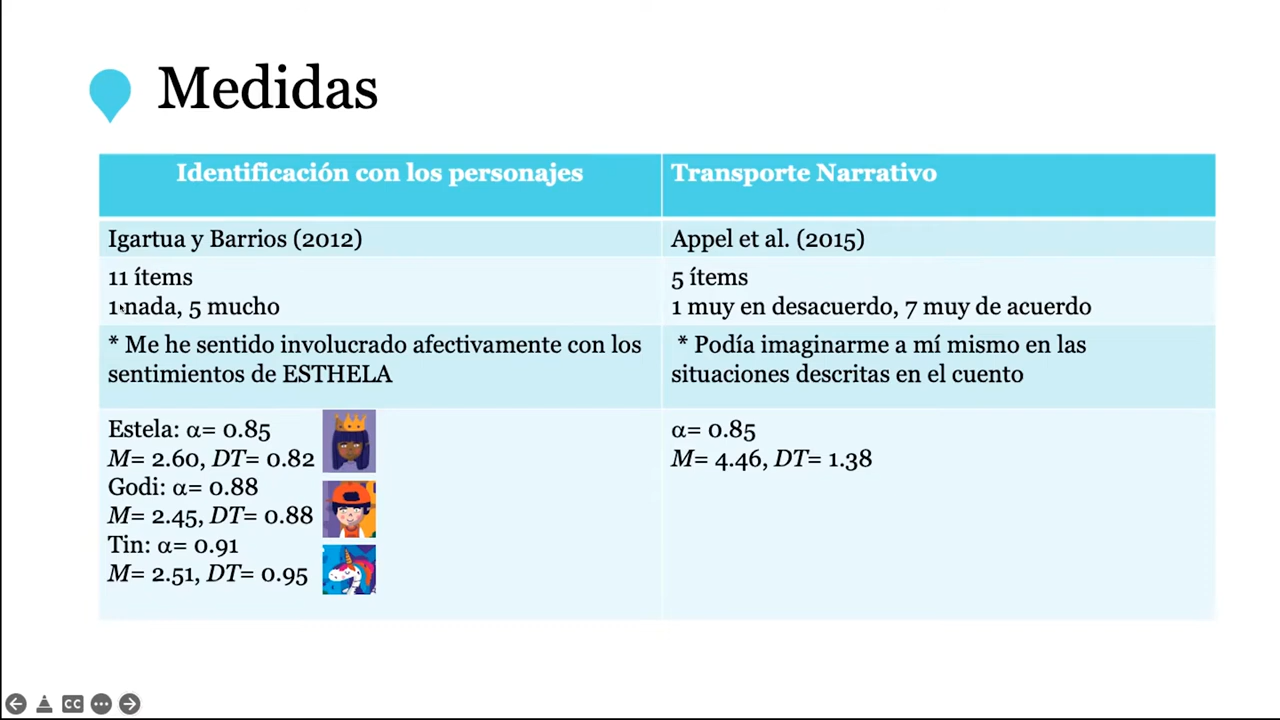 Medidas
Identificación con los personajes
Transporte Narrativo
Igartua y Barrios (2012)
Appel et al. (2015)
11 ítems
1 nada, 5 mucho
5 ítems
1 muy en desacuerdo, 7 muy de acuerdo
* Me he sentido involucrado afectivamente con los
sentimientos de ESTHELA
* Podía imaginarme a mí mismo en las
situaciones descritas en el cuento
Estela: α= 0.85
M= 2.60, DT= 0.82
Godi: α= 0.88
M= 2.45, DT= 0.88
Tin: α= 0.91
M= 2.51, DT= 0.95
α= 0.85
M= 4.46, DT= 1.38
CC